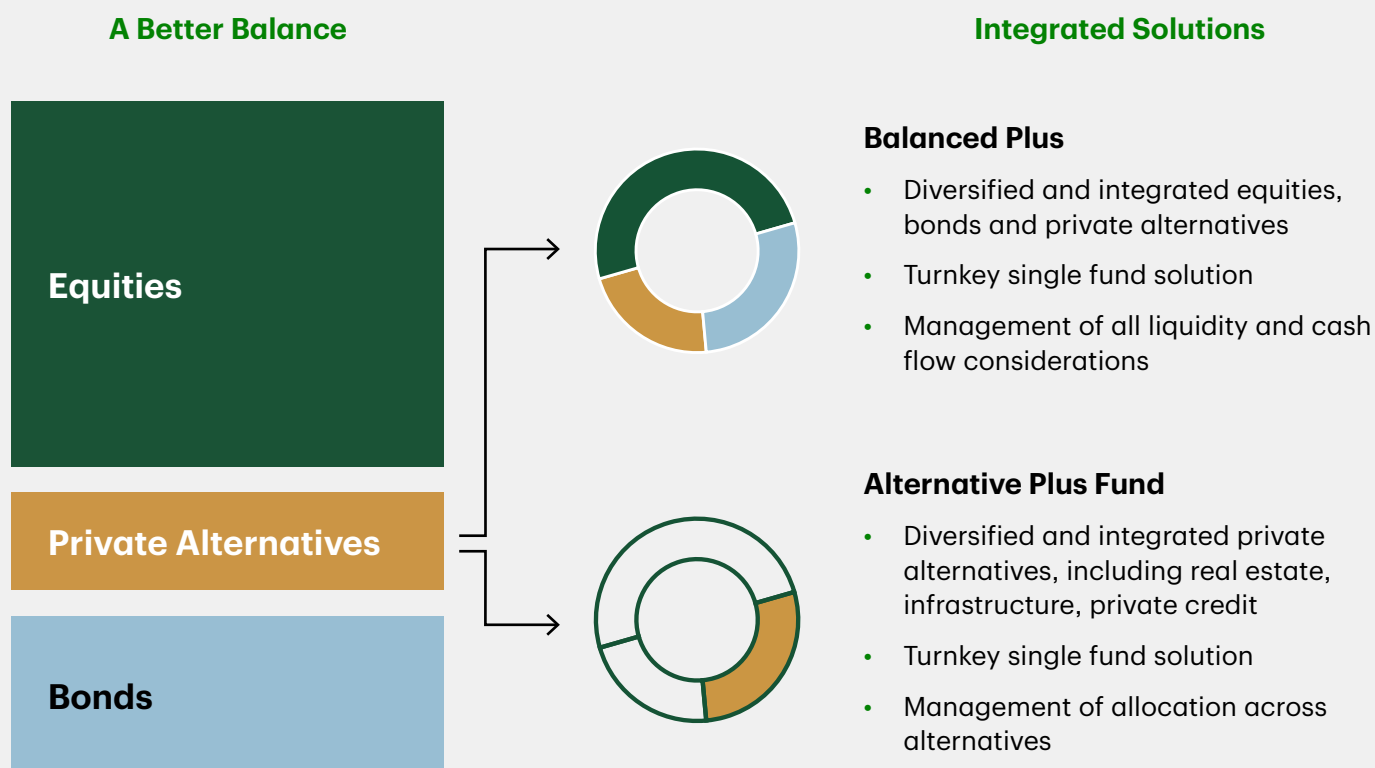 A Better Balance
Equities
Private Alternatives
Bonds
Integrated Solutions
Balanced Plus
• Diversified and integrated equities,
bonds and private alternatives
• Turnkey single fund solution
• Management of all liquidity and cash
flow considerations
Alternative Plus Fund
• Diversified and integrated private
alternatives, including real estate,
infrastructure, private credit
• Turnkey single fund solution
• Management of allocation across
alternatives